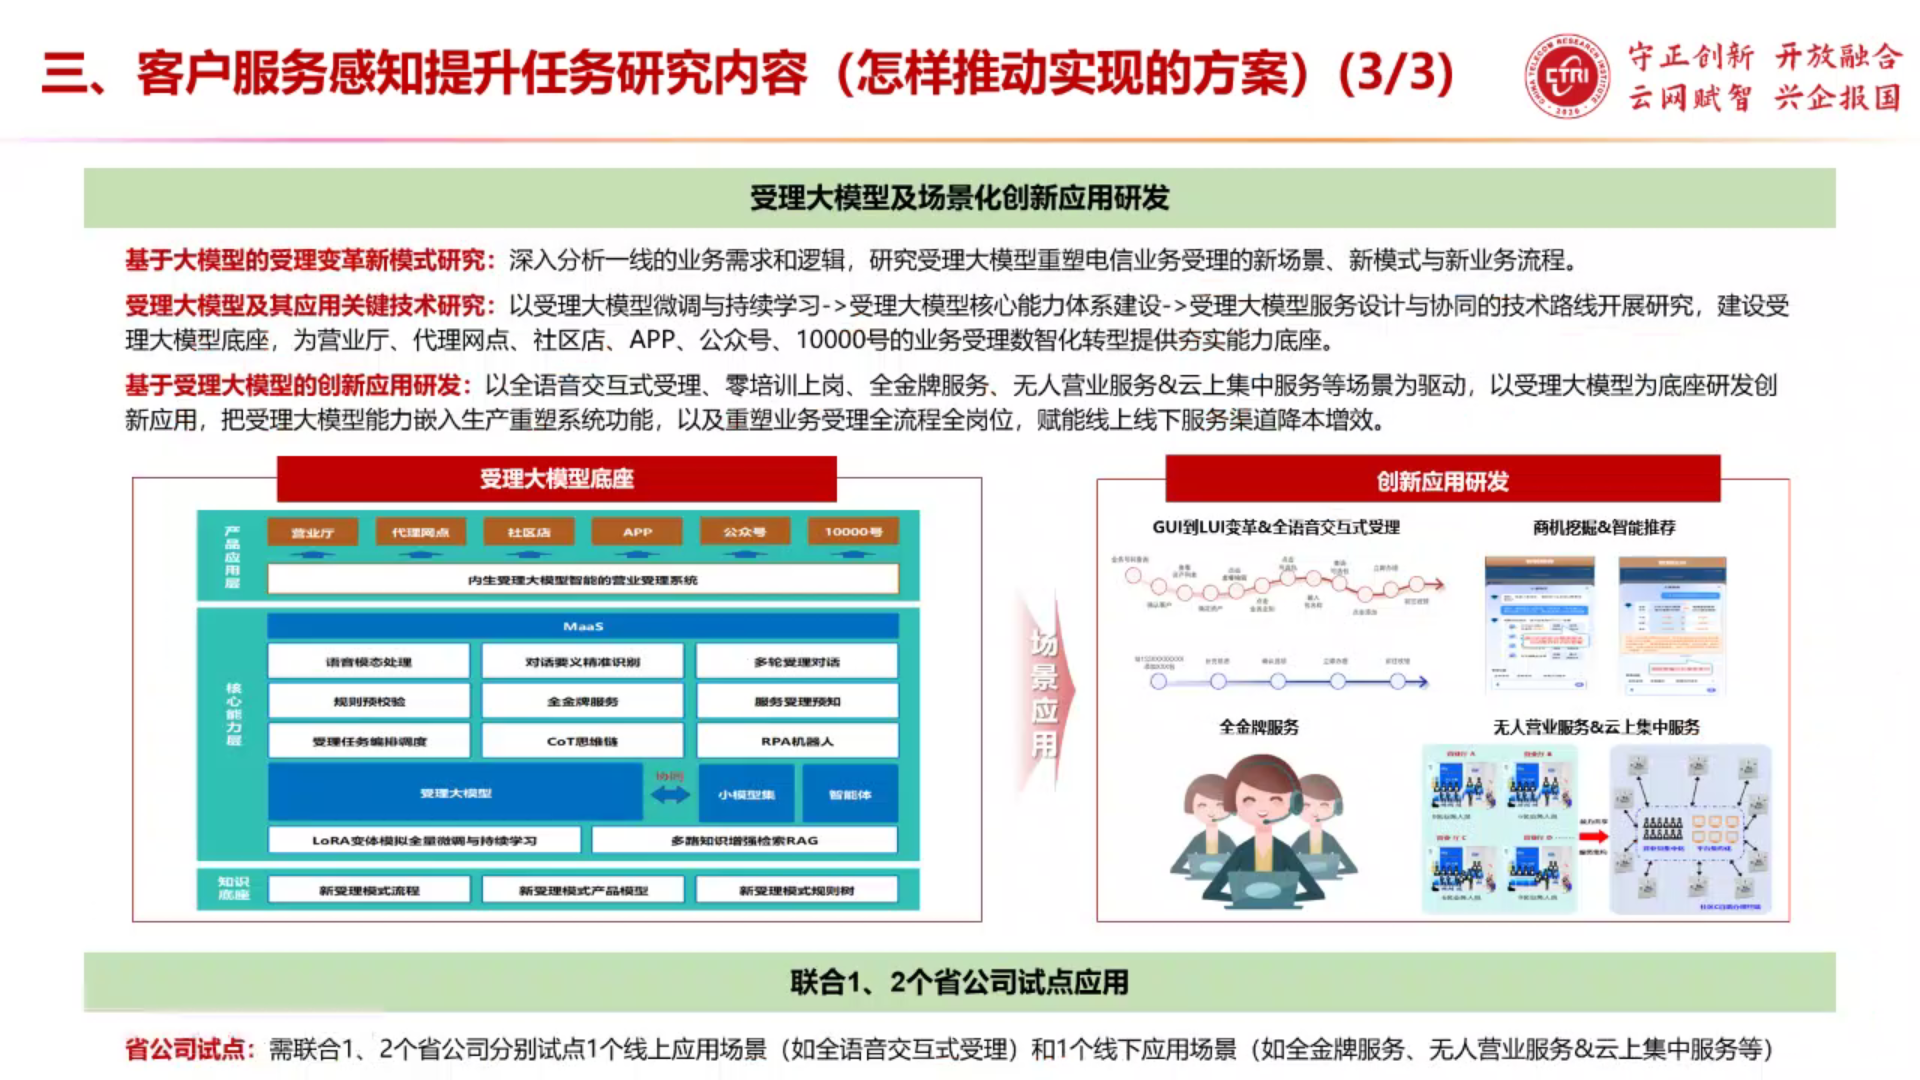 三、客户服务感知提升任务研究内容（怎样推动实现的方案）(3/3)
CTRI
守正创新 开放融合
云网赋智 兴企报国
受理大模型及场景化创新应用研发
基于大模型的受理变革新模式研究：深入分析一线的业务需求和逻辑，研究受理大模型重塑电信业务受理的新场景、新模式与新业务流程。
受理大模型及其应用关键技术研究：以受理大模型微调与持续学习->受理大模型核心能力体系建设->受理大模型服务设计与协同的技术路线开展研究，建设受
理大模型底座，为营业厅、代理网点、社区店、APP、公众号、10000号的业务受理数智化转型提供夯实能力底座。
基于受理大模型的创新应用研发：以全语音交互式受理、零培训上岗、全金牌服务、无人营业服务&云上集中服务等场景为驱动，以受理大模型为底座研发创
新应用，把受理大模型能力嵌入生产重塑系统功能，以及重塑业务受理全流程全岗位，赋能线上线下服务渠道降本增效。
受理大模型底座
产品应用层
营业厅 代理网点 社区店 APP 公众号 10000号
内生受理大模型智能的营业受理系统
核心能力层
MaaS
语音模态处理 对话要义精准识别 多轮受理对话
规则预校验 全金牌服务 服务受理预知
受理任务编排调度 CoT思维链 RPA机器人
受理大模型 协同 小模型集 智能体
LoRA变体模拟全量微调与持续学习 多路知识增强检索RAG
知识底座
新受理模式流程 新受理模式产品模型 新受理模式规则树
场景应用
创新应用研发
GUI到LUI变革&全语音交互式受理 商机挖掘&智能推荐
全金牌服务 无人营业服务&云上集中服务
联合1、2个省公司试点应用
省公司试点：需联合1、2个省公司分别试点1个线上应用场景（如全语音交互式受理）和1个线下应用场景（如全金牌服务、无人营业服务&云上集中服务等）